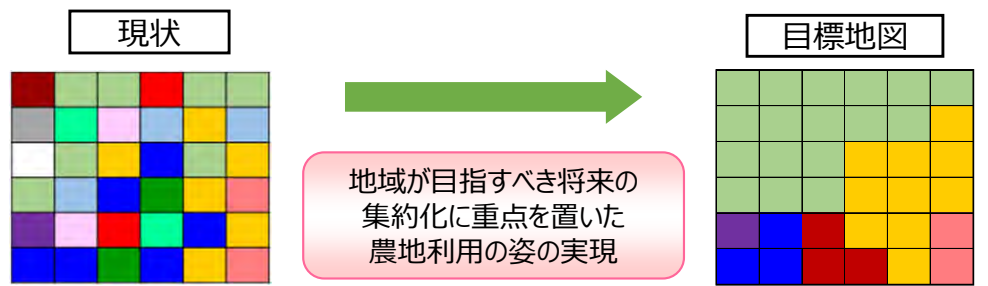 現状
目標地図
地域が目指すべき将来の
集約化に重点を置いた
農地利用の姿の実現